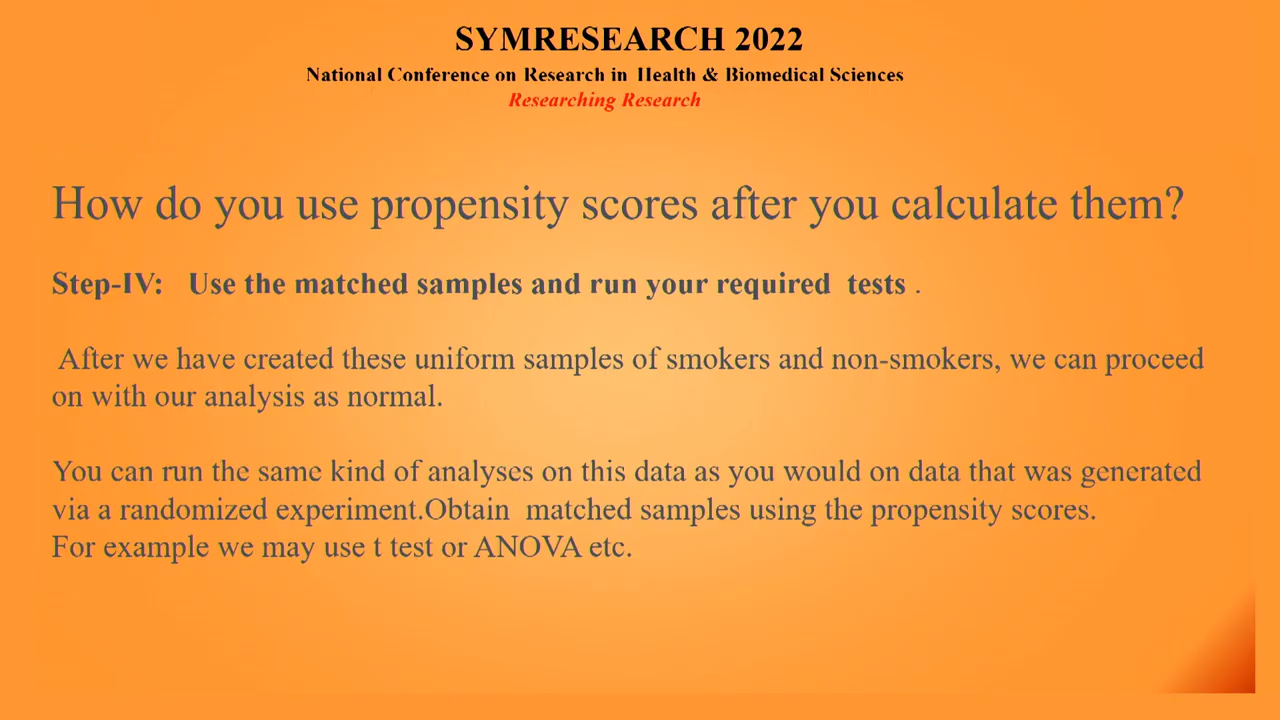 SYMRESEARCH 2022
National Conference on Research in Health & Biomedical Sciences
Researching Research
How do you use propensity scores after you calculate them?
Step-IV: Use the matched samples and run your required tests .
After we have created these uniform samples of smokers and non-smokers, we can proceed
on with our analysis as normal.
You can run the same kind of analyses on this data as you would on data that was generated
via a randomized experiment.Obtain matched samples using the propensity scores.
For example we may use t test or ANOVA etc.